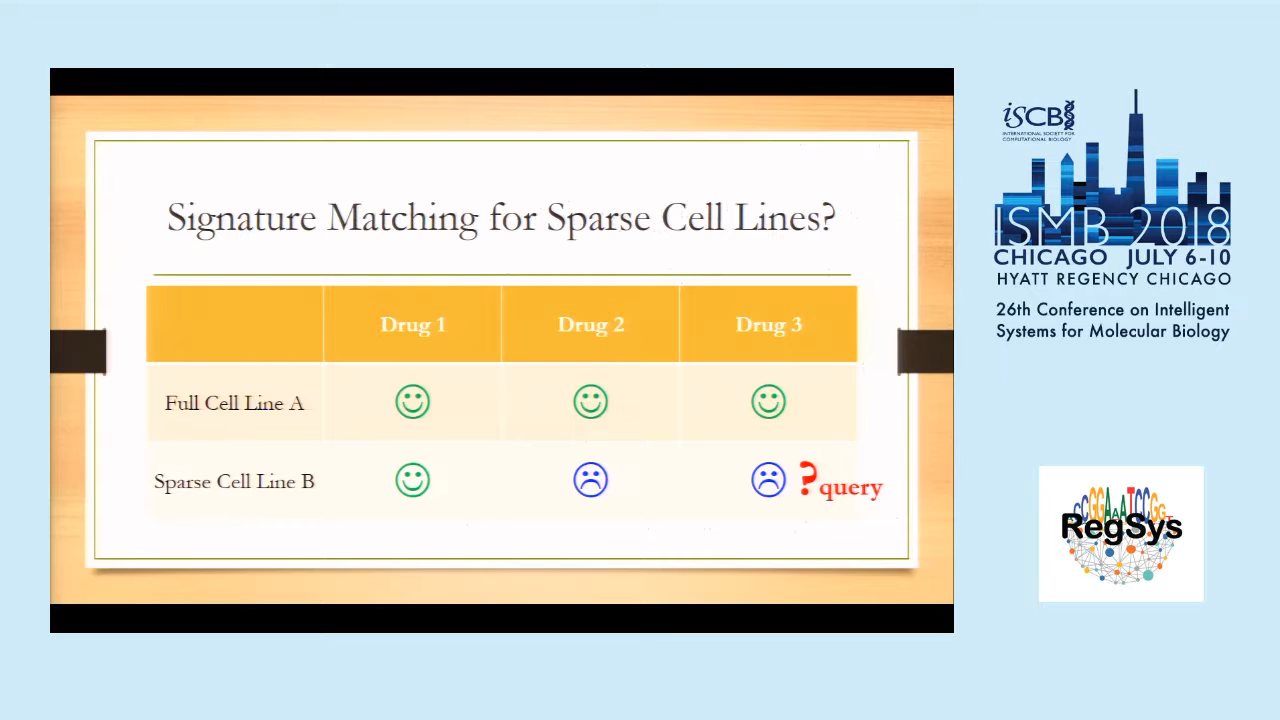 Signature Matching for Sparse Cell Lines?
Drug 1 Drug 2 Drug 3
Full Cell Line A
Sparse Cell Line B ?query
iSCB
INTERNATIONAL SOCIETY FOR
COMPUTATIONAL BIOLOGY
ISMB 2018
CHICAGO JULY 6-10
HYATT REGENCY CHICAGO
26th Conference on Intelligent
Systems for Molecular Biology
CCGGAAATCCGGT
RegSys